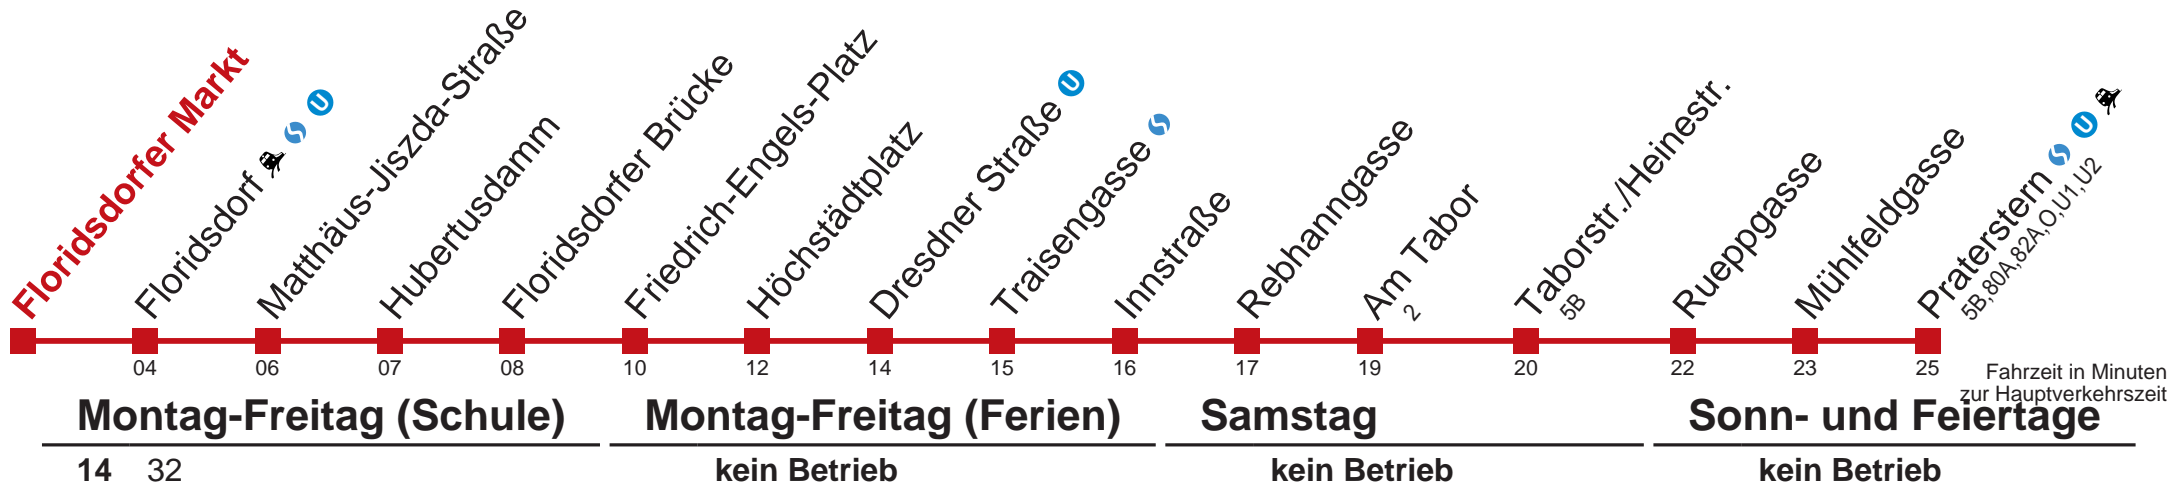 Floridsdorfer Markt
Floridsdorf
Matthäus-Jiszda-Straße
Hubertusdamm
Floridsdorfer Brücke
Friedrich-Engels-Platz
Höchstädtplatz
Dresdner Straße U
Traisengasse
Innstraße
Rebhanngasse
Am Tabor
2
Taborstr./Heinestr.
5B
Rueppgasse
Mühlfeldgasse
Praterstern U
5B,80A,82A,O,U1,U2
04 06 07 08 10 12 14 15 16 17 19 20 22 23 25
Fahrzeit in Minuten
zur Hauptverkehrszeit
Montag-Freitag (Schule) Montag-Freitag (Ferien) Samstag Sonn- und Feiertage
14 32 kein Betrieb kein Betrieb kein Betrieb